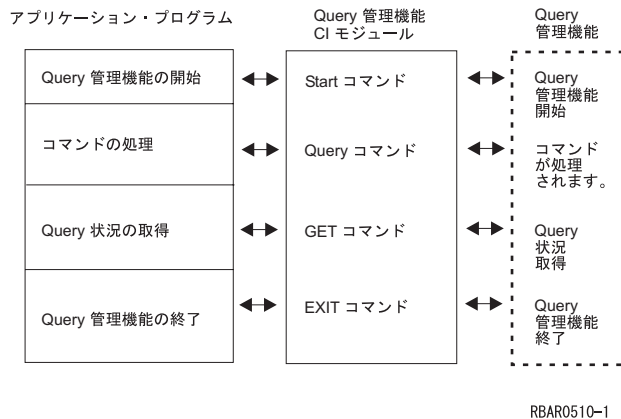 アプリケーション・プログラム
Query 管理機能
CI モジュール
Query
管理機能
Query 管理機能の開始
Start コマンド
Query
管理機能
開始
コマンドの処理
Query コマンド
コマンド
が処理
されます。
Query 状況の取得
GET コマンド
Query
状況
取得
Query 管理機能の終了
EXIT コマンド
Query
管理機能
終了
RBAR0510-1